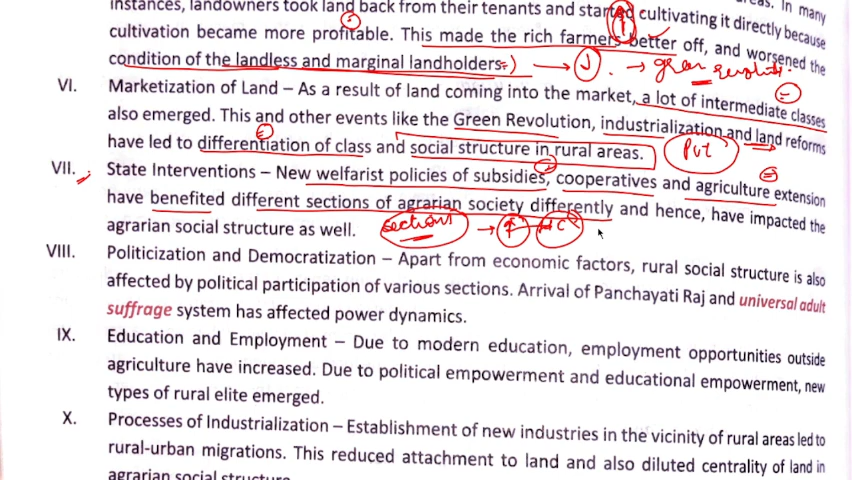 instances, landowners took land back from their tenants and started cultivating it directly because
cultivation became more profitable. This made the rich farmers better off, and worsened the
condition of the landless and marginal landholders. → J. → green revoluti
VI. Marketization of Land – As a result of land coming into the market, a lot of intermediate classes
also emerged. This and other events like the Green Revolution, industrialization and land reforms
have led to differentiation of class and social structure in rural areas. Put →
VII. State Interventions – New welfarist policies of subsidies, cooperatives and agriculture extension
have benefited different sections of agrarian society differently and hence, have impacted the
agrarian social structure as well. sections →
VIII. Politicization and Democratization – Apart from economic factors, rural social structure is also
affected by political participation of various sections. Arrival of Panchayati Raj and universal adult
suffrage system has affected power dynamics.
IX. Education and Employment – Due to modern education, employment opportunities outside
agriculture have increased. Due to political empowerment and educational empowerment, new
types of rural elite emerged.
X. Processes of Industrialization – Establishment of new industries in the vicinity of rural areas led to
rural-urban migrations. This reduced attachment to land and also diluted centrality of land in
agrarian social structure.